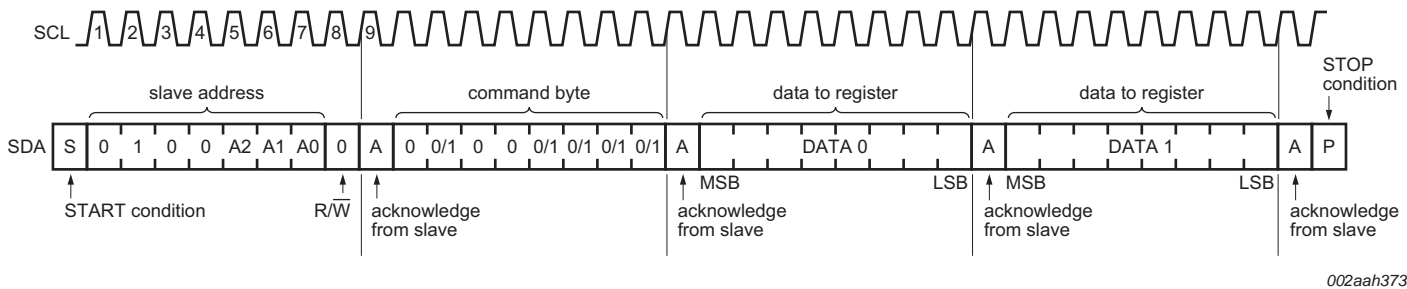 SCL 1 2 3 4 5 6 7 8 9
STOP
condition
slave address command byte data to register data to register
SDA S 0 1 0 0 A2 A1 A0 0 A 0 0/1 0 0 0/1 0/1 0/1 0/1 A DATA 0 A DATA 1 A P
MSB LSB MSB LSB
START condition R/W̅ acknowledge acknowledge acknowledge acknowledge
from slave from slave from slave from slave
002aah373